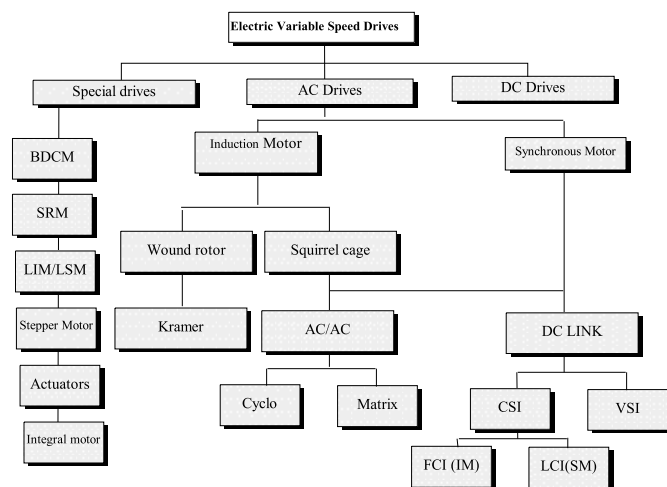 Electric Variable Speed Drives
Special drives
AC Drives
DC Drives
Induction Motor
Synchronous Motor
BDCM
SRM
Wound rotor
Squirrel cage
LIM/LSM
Stepper Motor
Kramer
AC/AC
DC LINK
Actuators
Cyclo
Matrix
CSI
VSI
Integral motor
FCI (IM)
LCI(SM)